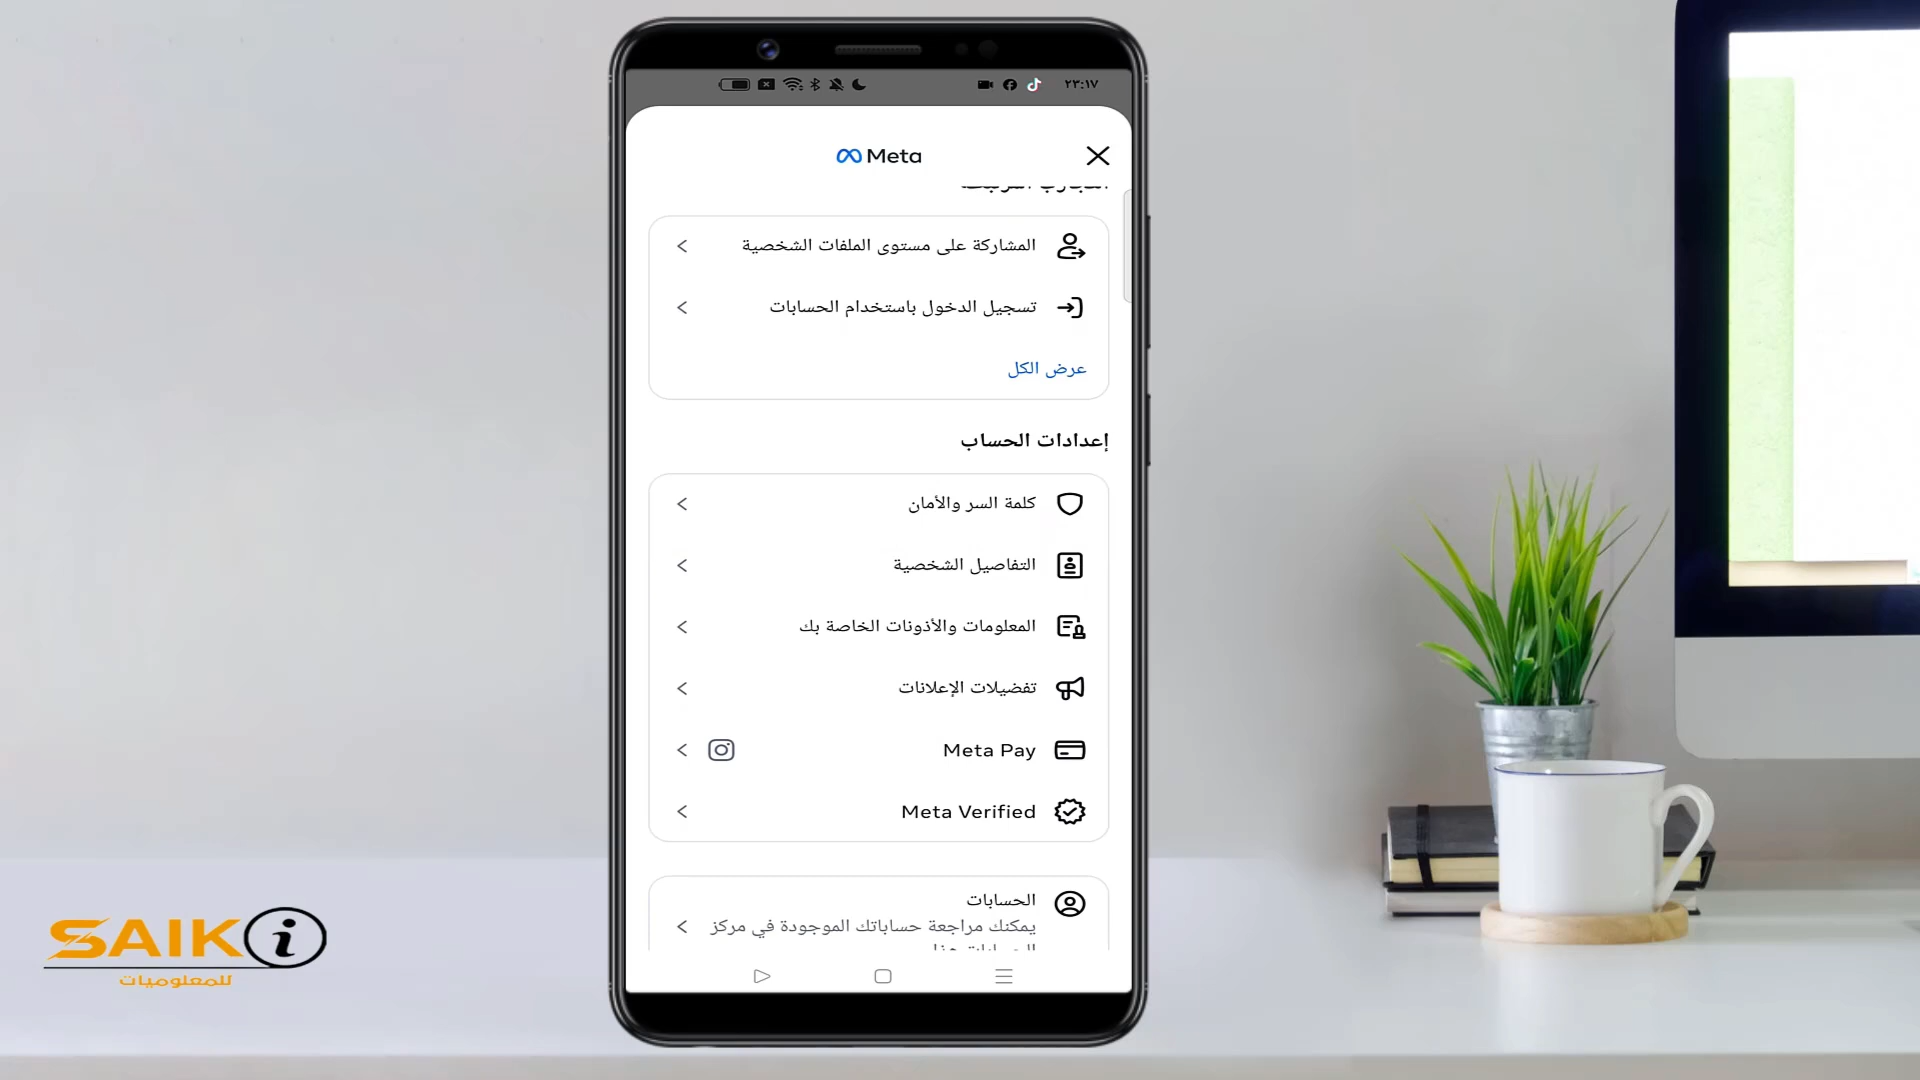 ٢٣:١٧
Meta
المشاركة على مستوى الملفات الشخصية
تسجيل الدخول باستخدام الحسابات
عرض الكل
إعدادات الحساب
كلمة السر والأمان
التفاصيل الشخصية
المعلومات والأذونات الخاصة بك
تفضيلات الإعلانات
Meta Pay
Meta Verified
الحسابات
يمكنك مراجعة حساباتك الموجودة في مركز
SAIKi
للمعلوميات